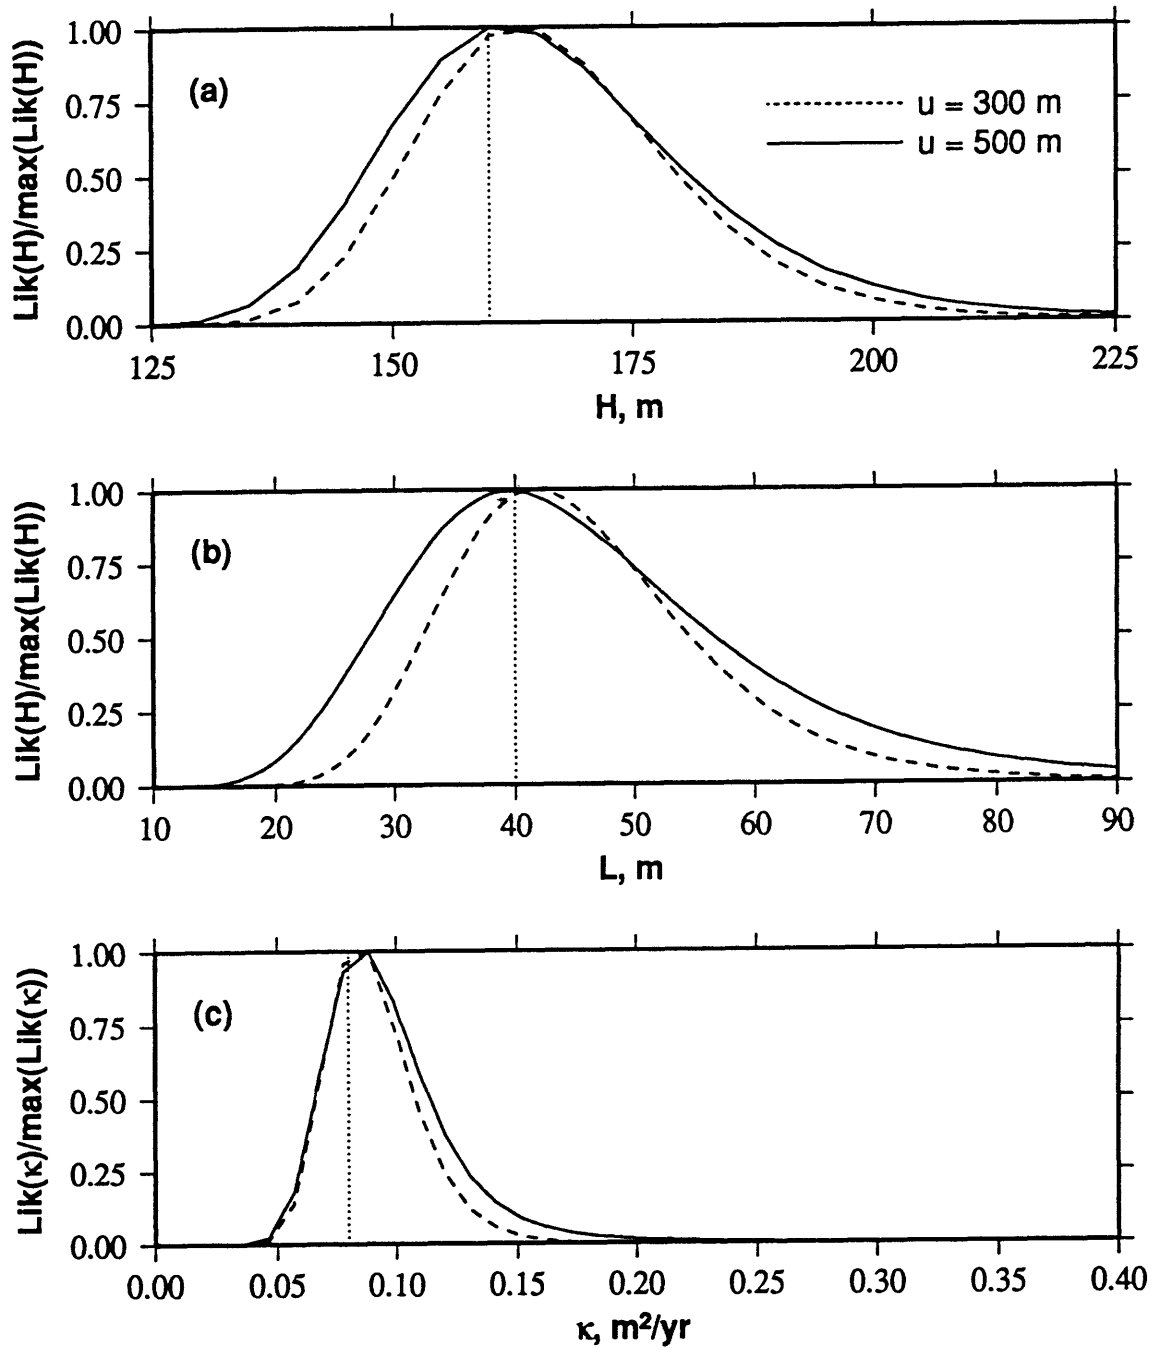 Lik(H)/max(Lik(H))
1.00
0.75
0.50
0.25
0.00
(a)
u = 300 m
u = 500 m
125 150 175 200 225
H, m
Lik(H)/max(Lik(H))
1.00
0.75
0.50
0.25
0.00
(b)
10 20 30 40 50 60 70 80 90
L, m
Lik(κ)/max(Lik(κ))
1.00
0.75
0.50
0.25
0.00
(c)
0.00 0.05 0.10 0.15 0.20 0.25 0.30 0.35 0.40
κ, m²/yr